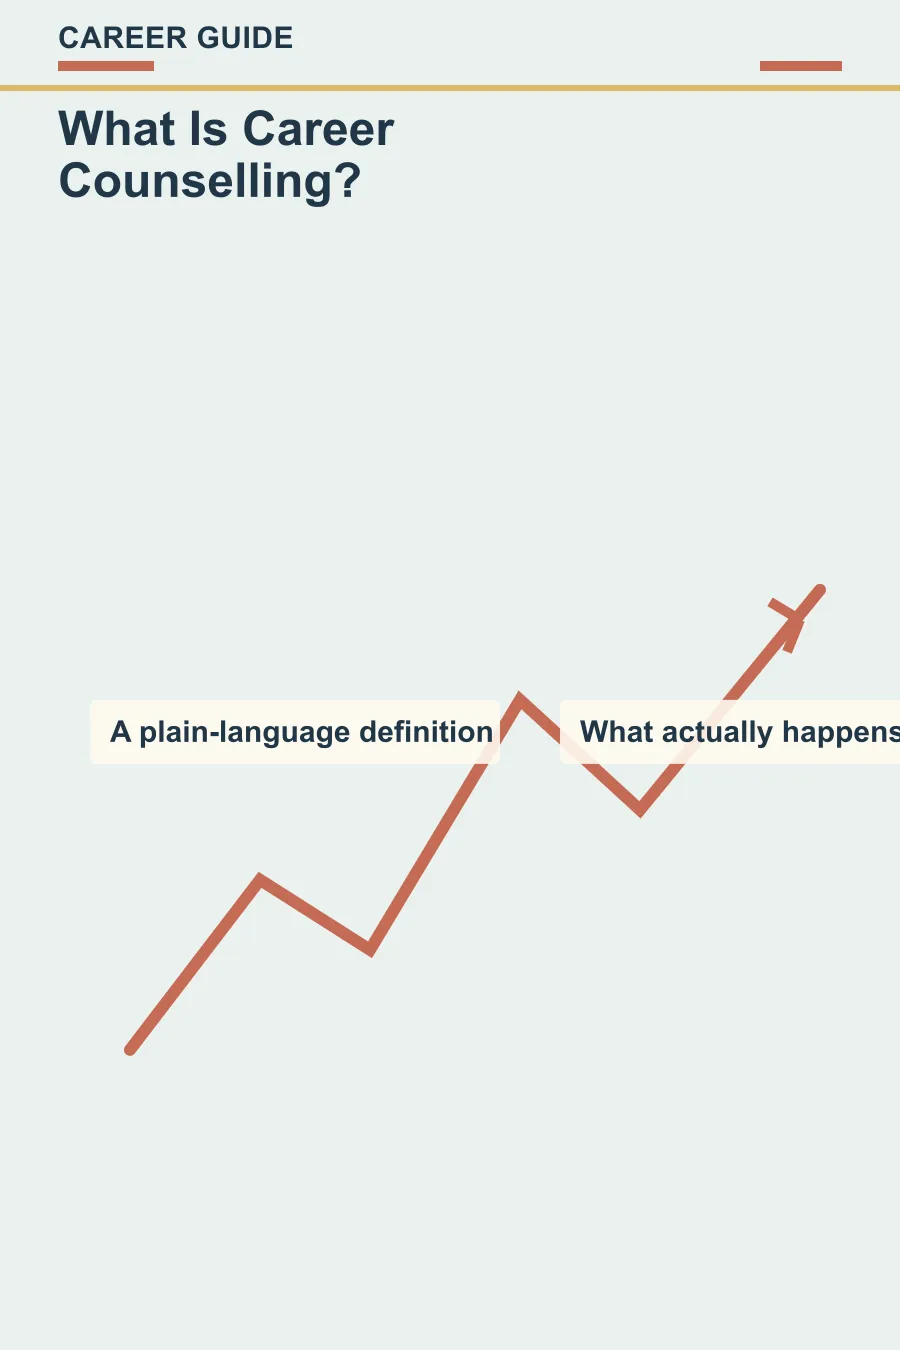 CAREER GUIDE
What Is Career
Counselling?
A plain-language definition
What actually happens